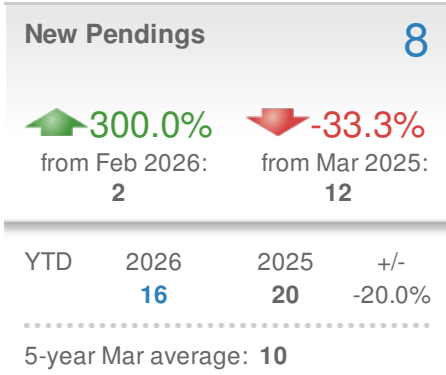 New Pendings 8
300.0% -33.3%
from Feb 2026: from Mar 2025:
2 12
YTD 2026 2025 +/-
16 20 -20.0%
5-year Mar average: 10